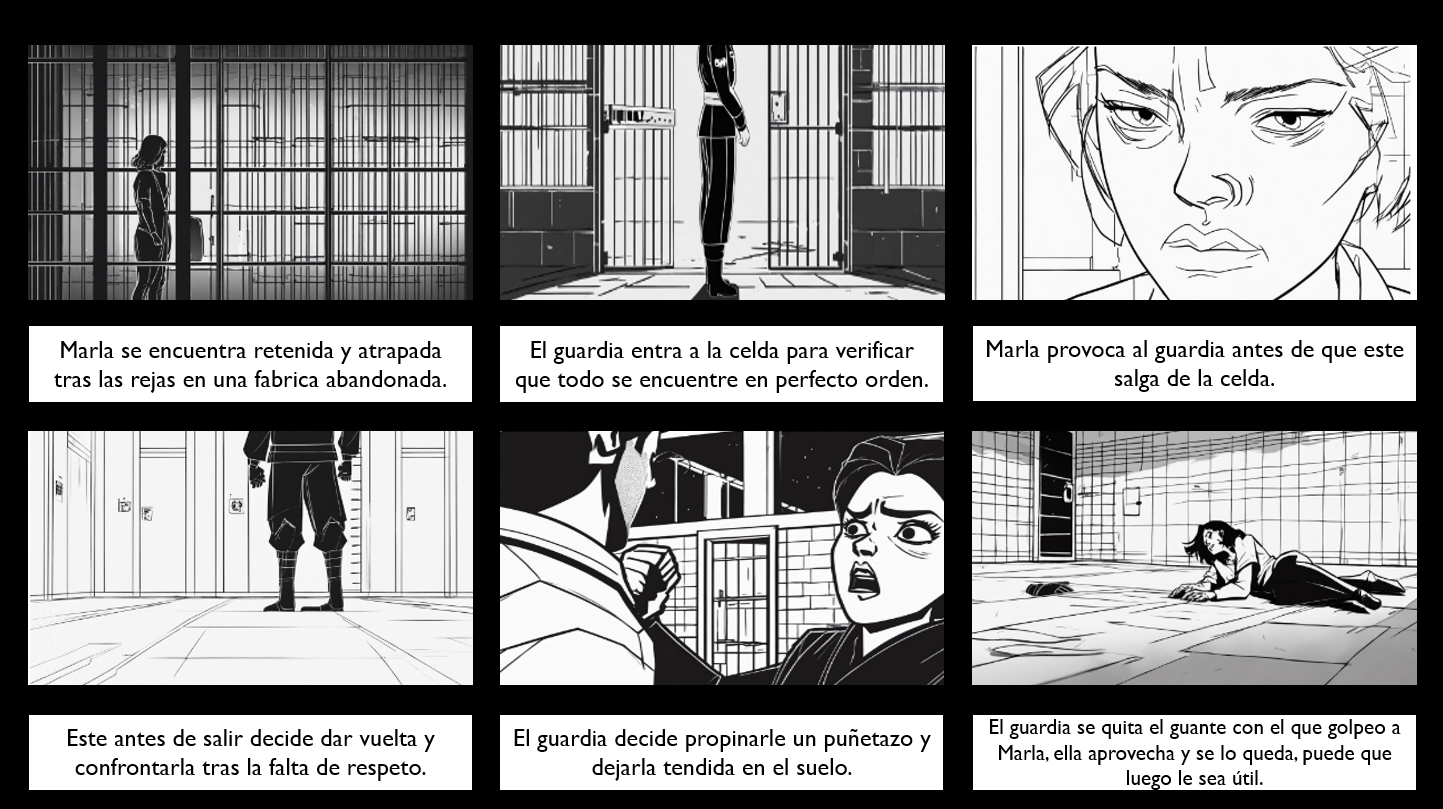 Marla se encuentra retenida y atrapada
tras las rejas en una fabrica abandonada.
El guardia entra a la celda para verificar
que todo se encuentre en perfecto orden.
Marla provoca al guardia antes de que este
salga de la celda.
Este antes de salir decide dar vuelta y
confrontarla tras la falta de respeto.
El guardia decide propinarle un puñetazo y
dejarla tendida en el suelo.
El guardia se quita el guante con el que golpeo a
Marla, ella aprovecha y se lo queda, puede que
luego le sea útil.